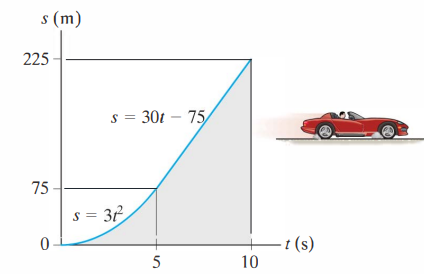 s (m)
225
s = 30t − 75
75
s = 3t²
0
t (s)
5
10